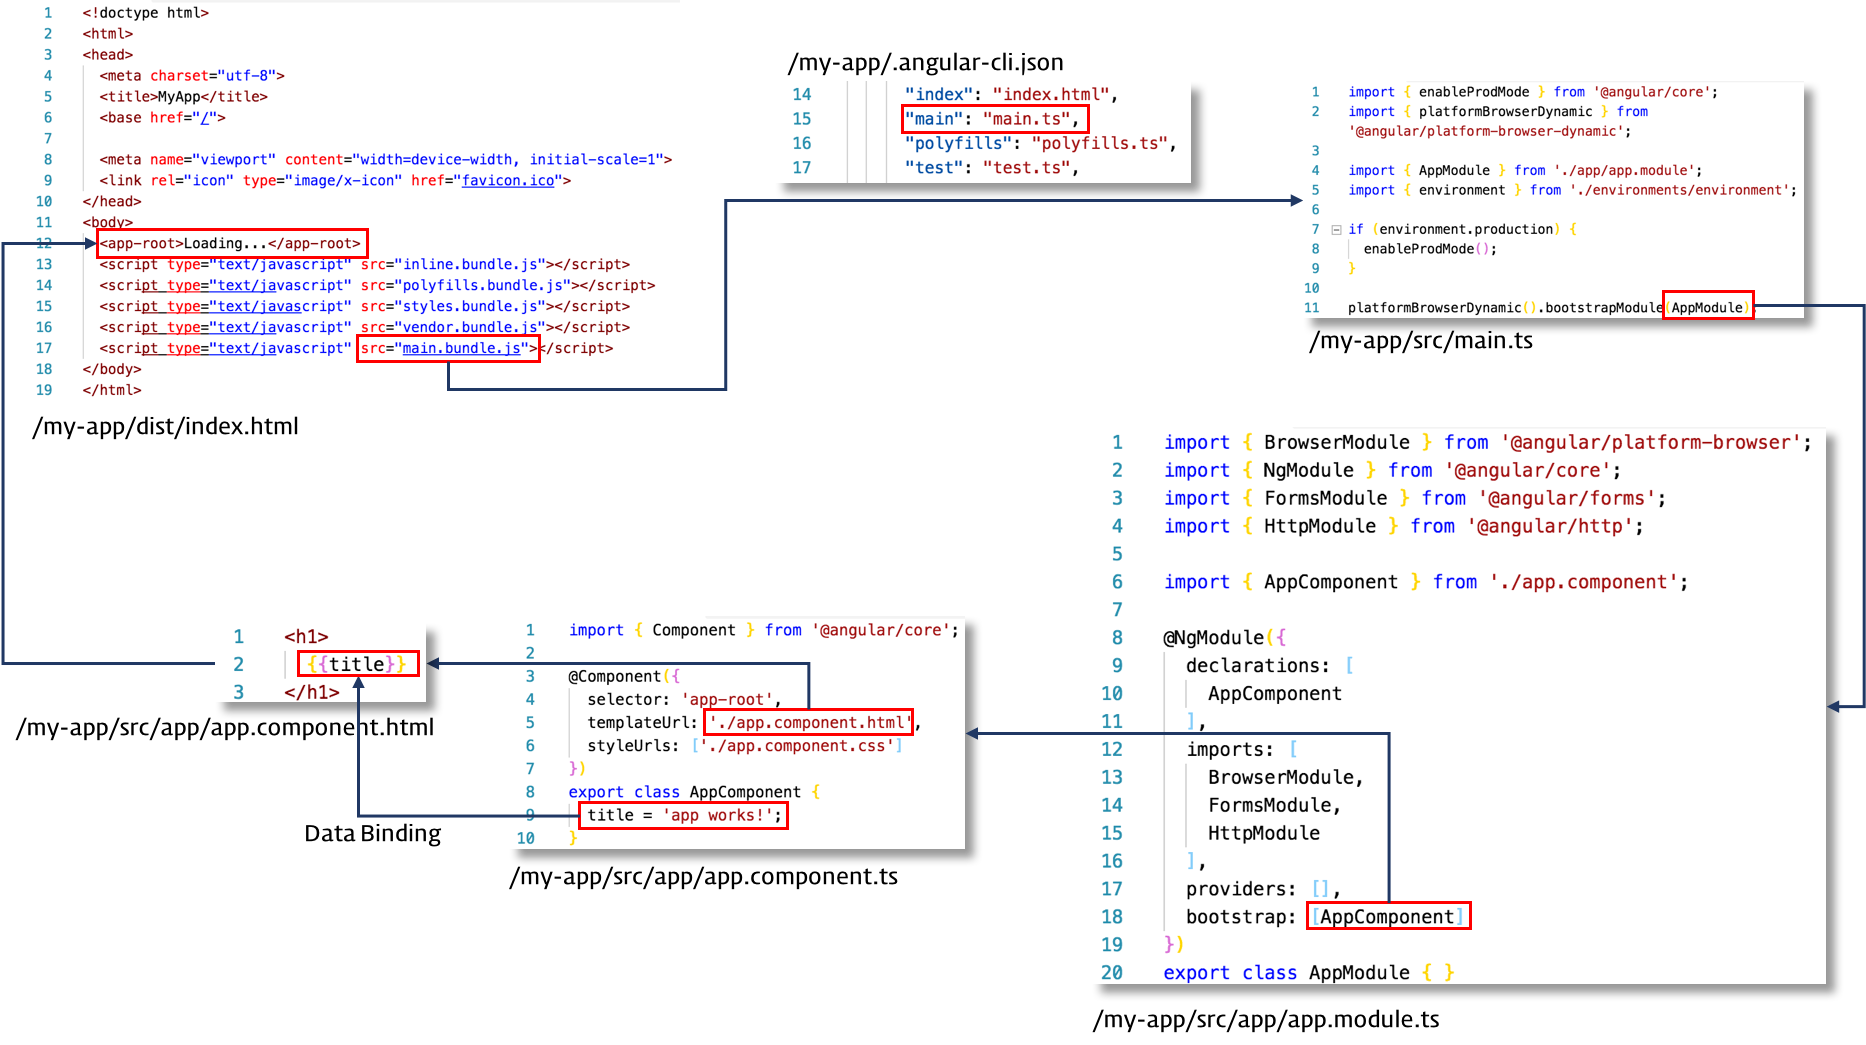 1 <!doctype html>
2 <html>
3 <head>
4 <meta charset="utf-8">
5 <title>MyApp</title>
6 <base href="/">
7
8 <meta name="viewport" content="width=device-width, initial-scale=1">
9 <link rel="icon" type="image/x-icon" href="favicon.ico">
10 </head>
11 <body>
12 <app-root>Loading...</app-root>
13 <script type="text/javascript" src="inline.bundle.js"></script>
14 <script type="text/javascript" src="polyfills.bundle.js"></script>
15 <script type="text/javascript" src="styles.bundle.js"></script>
16 <script type="text/javascript" src="vendor.bundle.js"></script>
17 <script type="text/javascript" src="main.bundle.js"></script>
18 </body>
19 </html>
/my-app/dist/index.html
/my-app/.angular-cli.json
14 "index": "index.html",
15 "main": "main.ts",
16 "polyfills": "polyfills.ts",
17 "test": "test.ts",
1 import { enableProdMode } from '@angular/core';
2 import { platformBrowserDynamic } from
'@angular/platform-browser-dynamic';
3
4 import { AppModule } from './app/app.module';
5 import { environment } from './environments/environment';
6
7 if (environment.production) {
8 enableProdMode();
9 }
10
11 platformBrowserDynamic().bootstrapModule(AppModule)
/my-app/src/main.ts
1 import { BrowserModule } from '@angular/platform-browser';
2 import { NgModule } from '@angular/core';
3 import { FormsModule } from '@angular/forms';
4 import { HttpModule } from '@angular/http';
5
6 import { AppComponent } from './app.component';
7
8 @NgModule({
9 declarations: [
10 AppComponent
11 ],
12 imports: [
13 BrowserModule,
14 FormsModule,
15 HttpModule
16 ],
17 providers: [],
18 bootstrap: [AppComponent]
19 })
20 export class AppModule { }
/my-app/src/app/app.module.ts
1 import { Component } from '@angular/core';
2
3 @Component({
4 selector: 'app-root',
5 templateUrl: './app.component.html',
6 styleUrls: ['./app.component.css']
7 })
8 export class AppComponent {
9 title = 'app works!';
10 }
/my-app/src/app/app.component.ts
1 <h1>
2 {{title}}
3 </h1>
/my-app/src/app/app.component.html
Data Binding